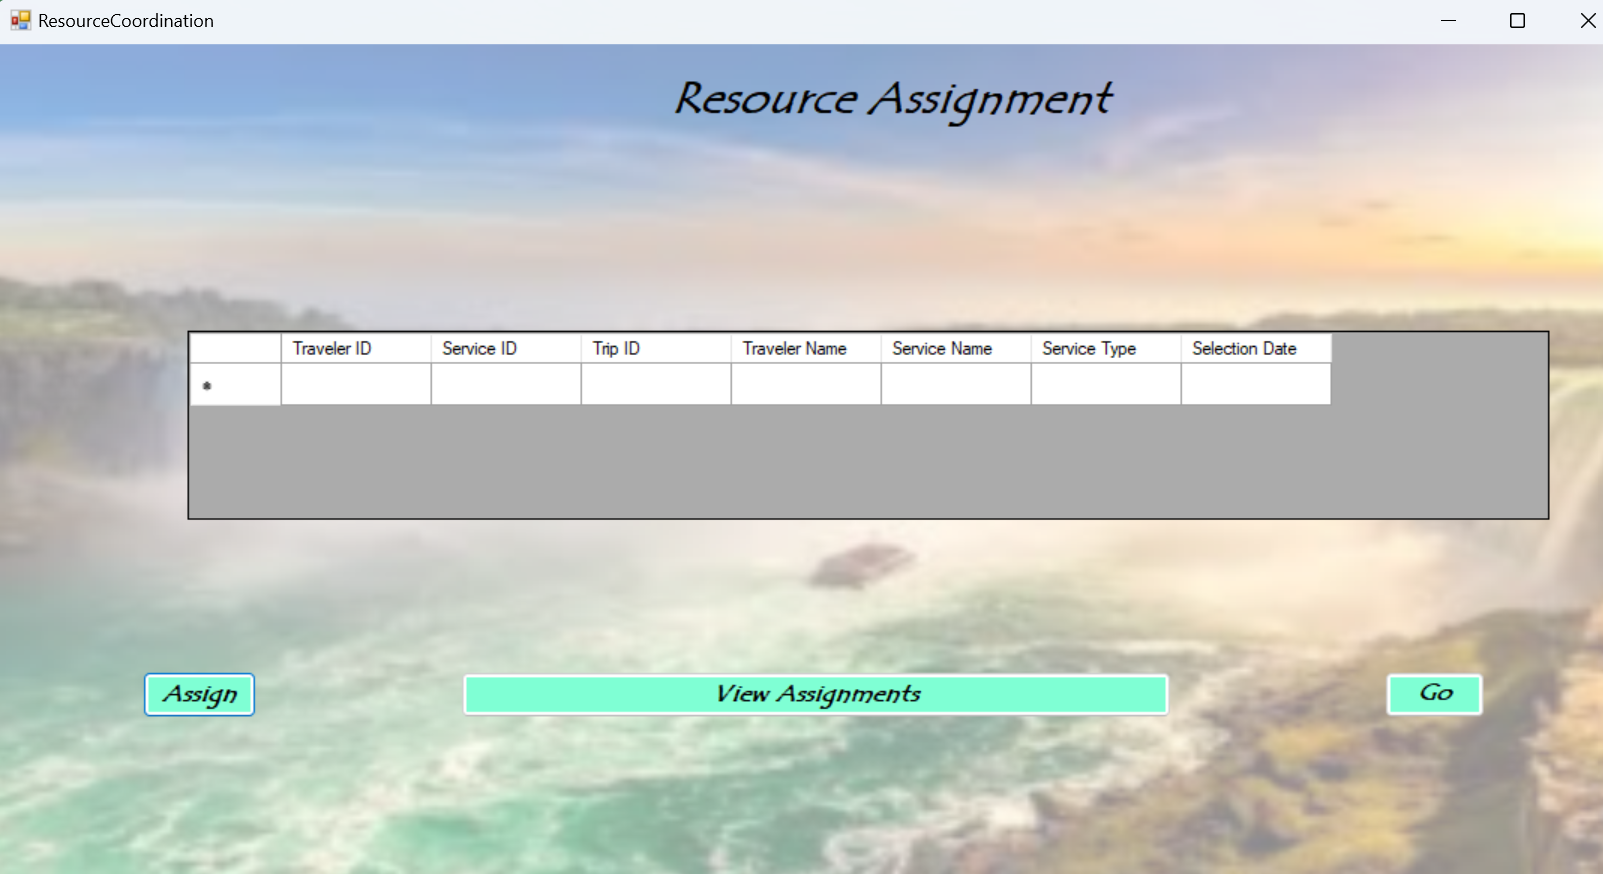 ResourceCoordination
Resource Assignment
Traveler ID Service ID Trip ID Traveler Name Service Name Service Type Selection Date
Assign View Assignments Go